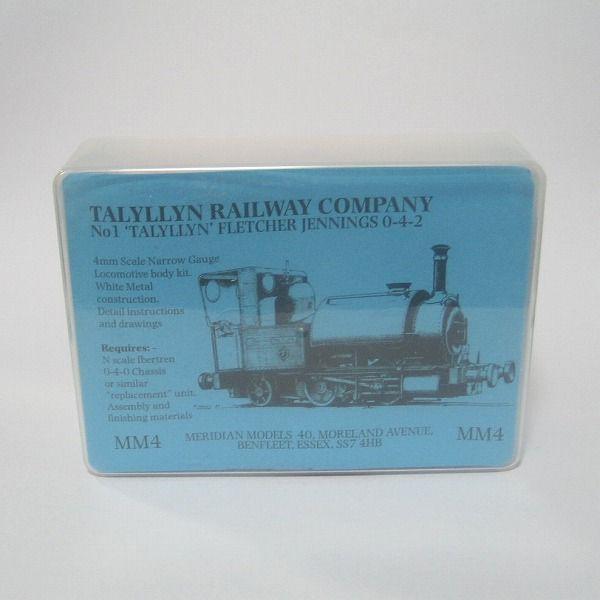 TALYLLYN RAILWAY COMPANY
No1 'TALYLLYN' FLETCHER JENNINGS 0-4-2
4mm Scale Narrow Gauge
Locomotive body kit.
White Metal
construction.
Detail instructions
and drawings
Requires: -
N scale Ibertren
0-4-0 Chassis
or similar
"replacement" unit.
Assembly and
finishing materials
MM4
MERIDIAN MODELS 40, MORELAND AVENUE,
BENFLEET, ESSEX, SS7 4HB
MM4